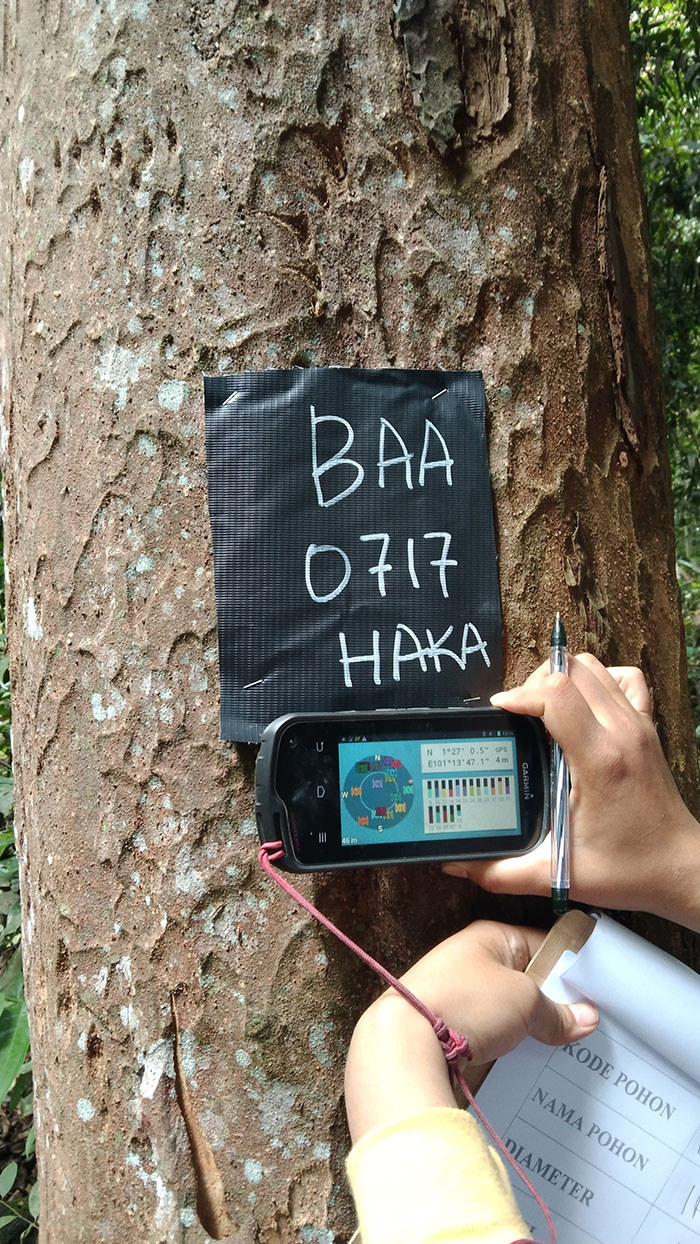 BAA
0717
HAKA
N 1°27' 0.5" GPS
E101°13'47.1" 4 m
GARMIN
N
W
S
46 m
KODE POHON
NAMA POHON
DIAMETER